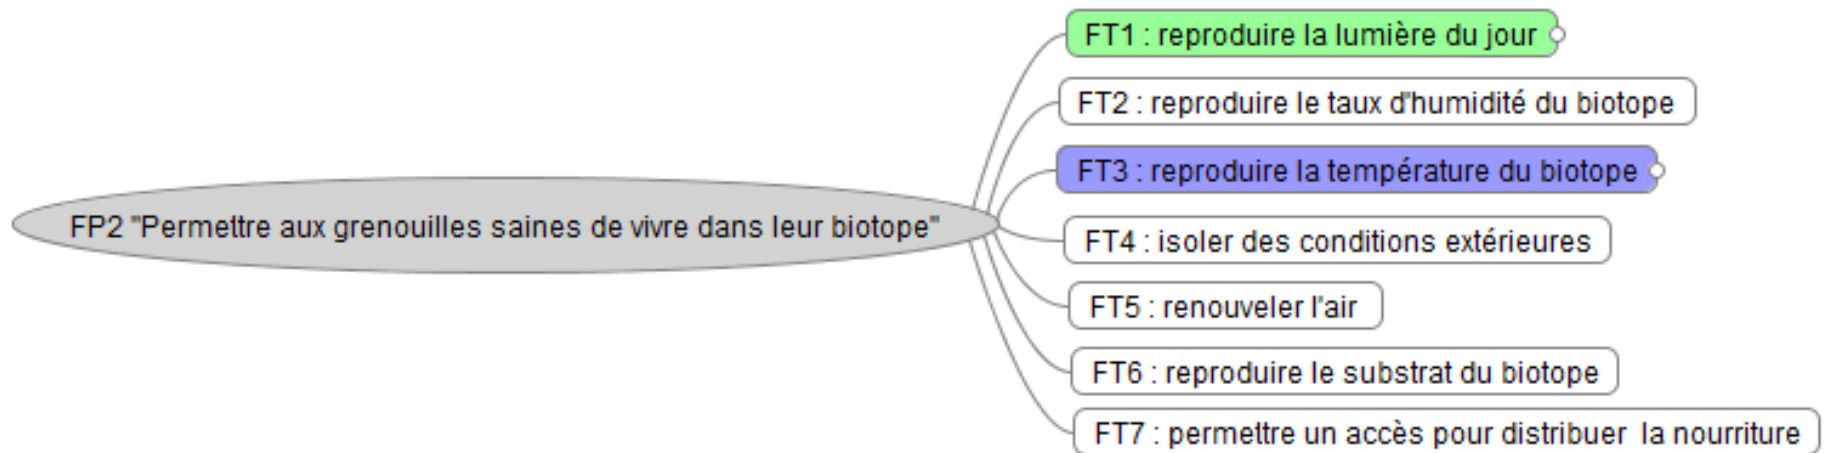 FT1 : reproduire la lumière du jour
FT2 : reproduire le taux d'humidité du biotope
FT3 : reproduire la température du biotope
FP2 "Permettre aux grenouilles saines de vivre dans leur biotope"
FT4 : isoler des conditions extérieures
FT5 : renouveler l'air
FT6 : reproduire le substrat du biotope
FT7 : permettre un accès pour distribuer  la nourriture